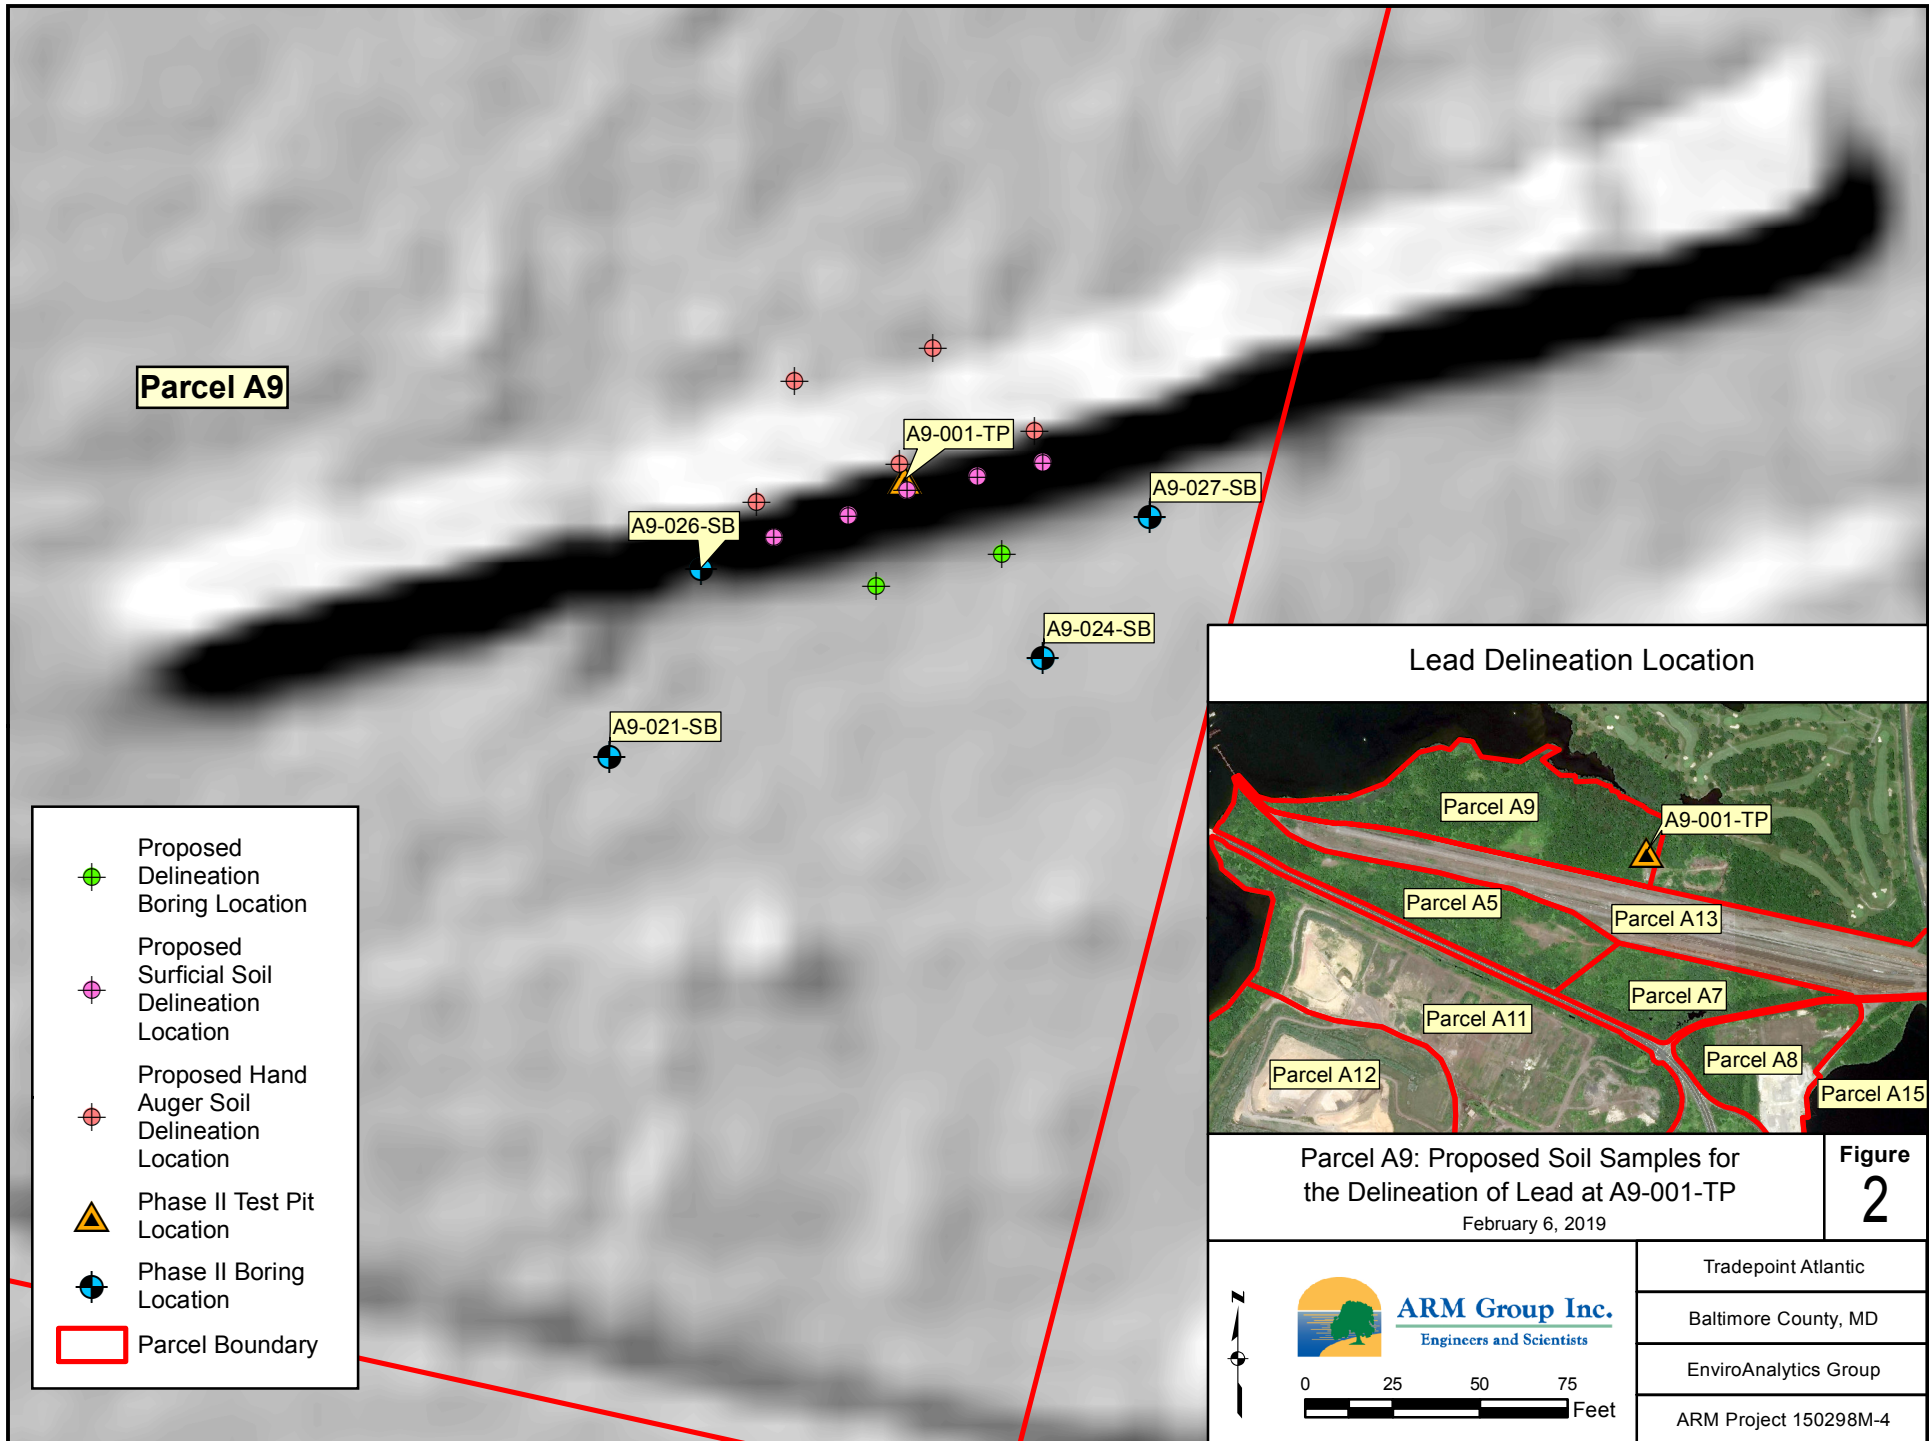 Parcel A9
A9-001-TP
A9-027-SB
A9-026-SB
A9-024-SB
A9-021-SB
Proposed
Delineation
Boring Location
Proposed
Surficial Soil
Delineation
Location
Proposed Hand
Auger Soil
Delineation
Location
Phase II Test Pit
Location
Phase II Boring
Location
Parcel Boundary
Lead Delineation Location
Parcel A9
A9-001-TP
Parcel A5
Parcel A13
Parcel A7
Parcel A11
Parcel A8
Parcel A12
Parcel A15
Parcel A9: Proposed Soil Samples for
the Delineation of Lead at A9-001-TP
February 6, 2019
Figure
2
N
ARM Group Inc.
Engineers and Scientists
0 25 50 75
Feet
Tradepoint Atlantic
Baltimore County, MD
EnviroAnalytics Group
ARM Project 150298M-4